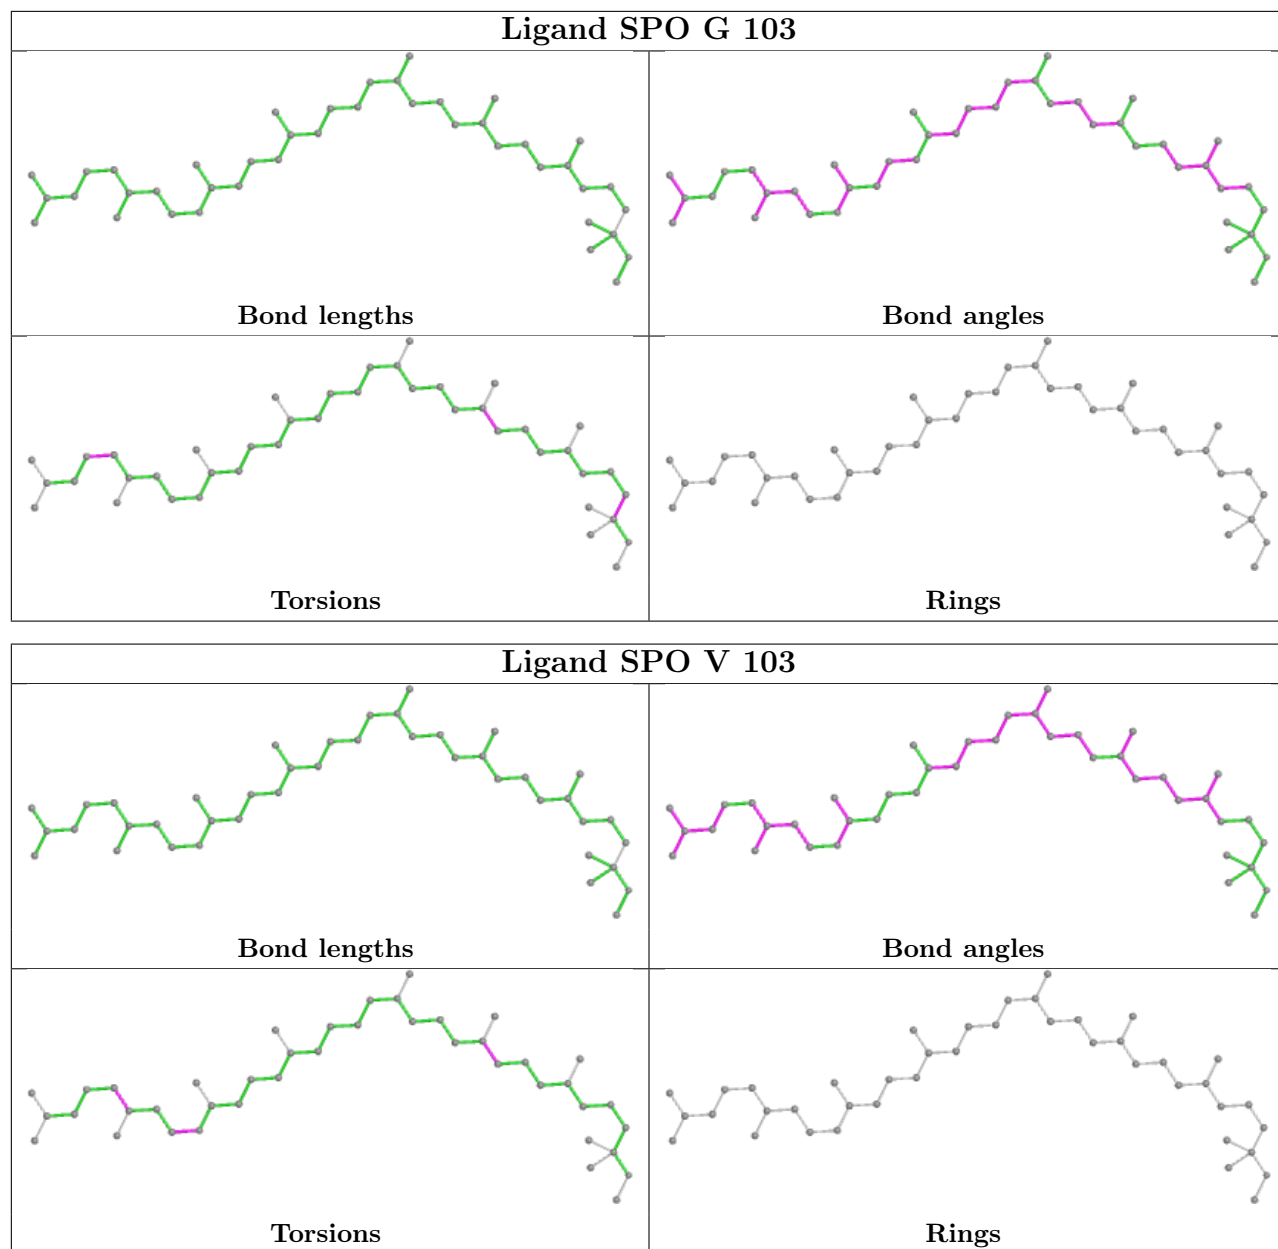 Ligand SPO G 103
Bond lengths
Bond angles
Torsions
Rings
Ligand SPO V 103
Bond lengths
Bond angles
Torsions
Rings